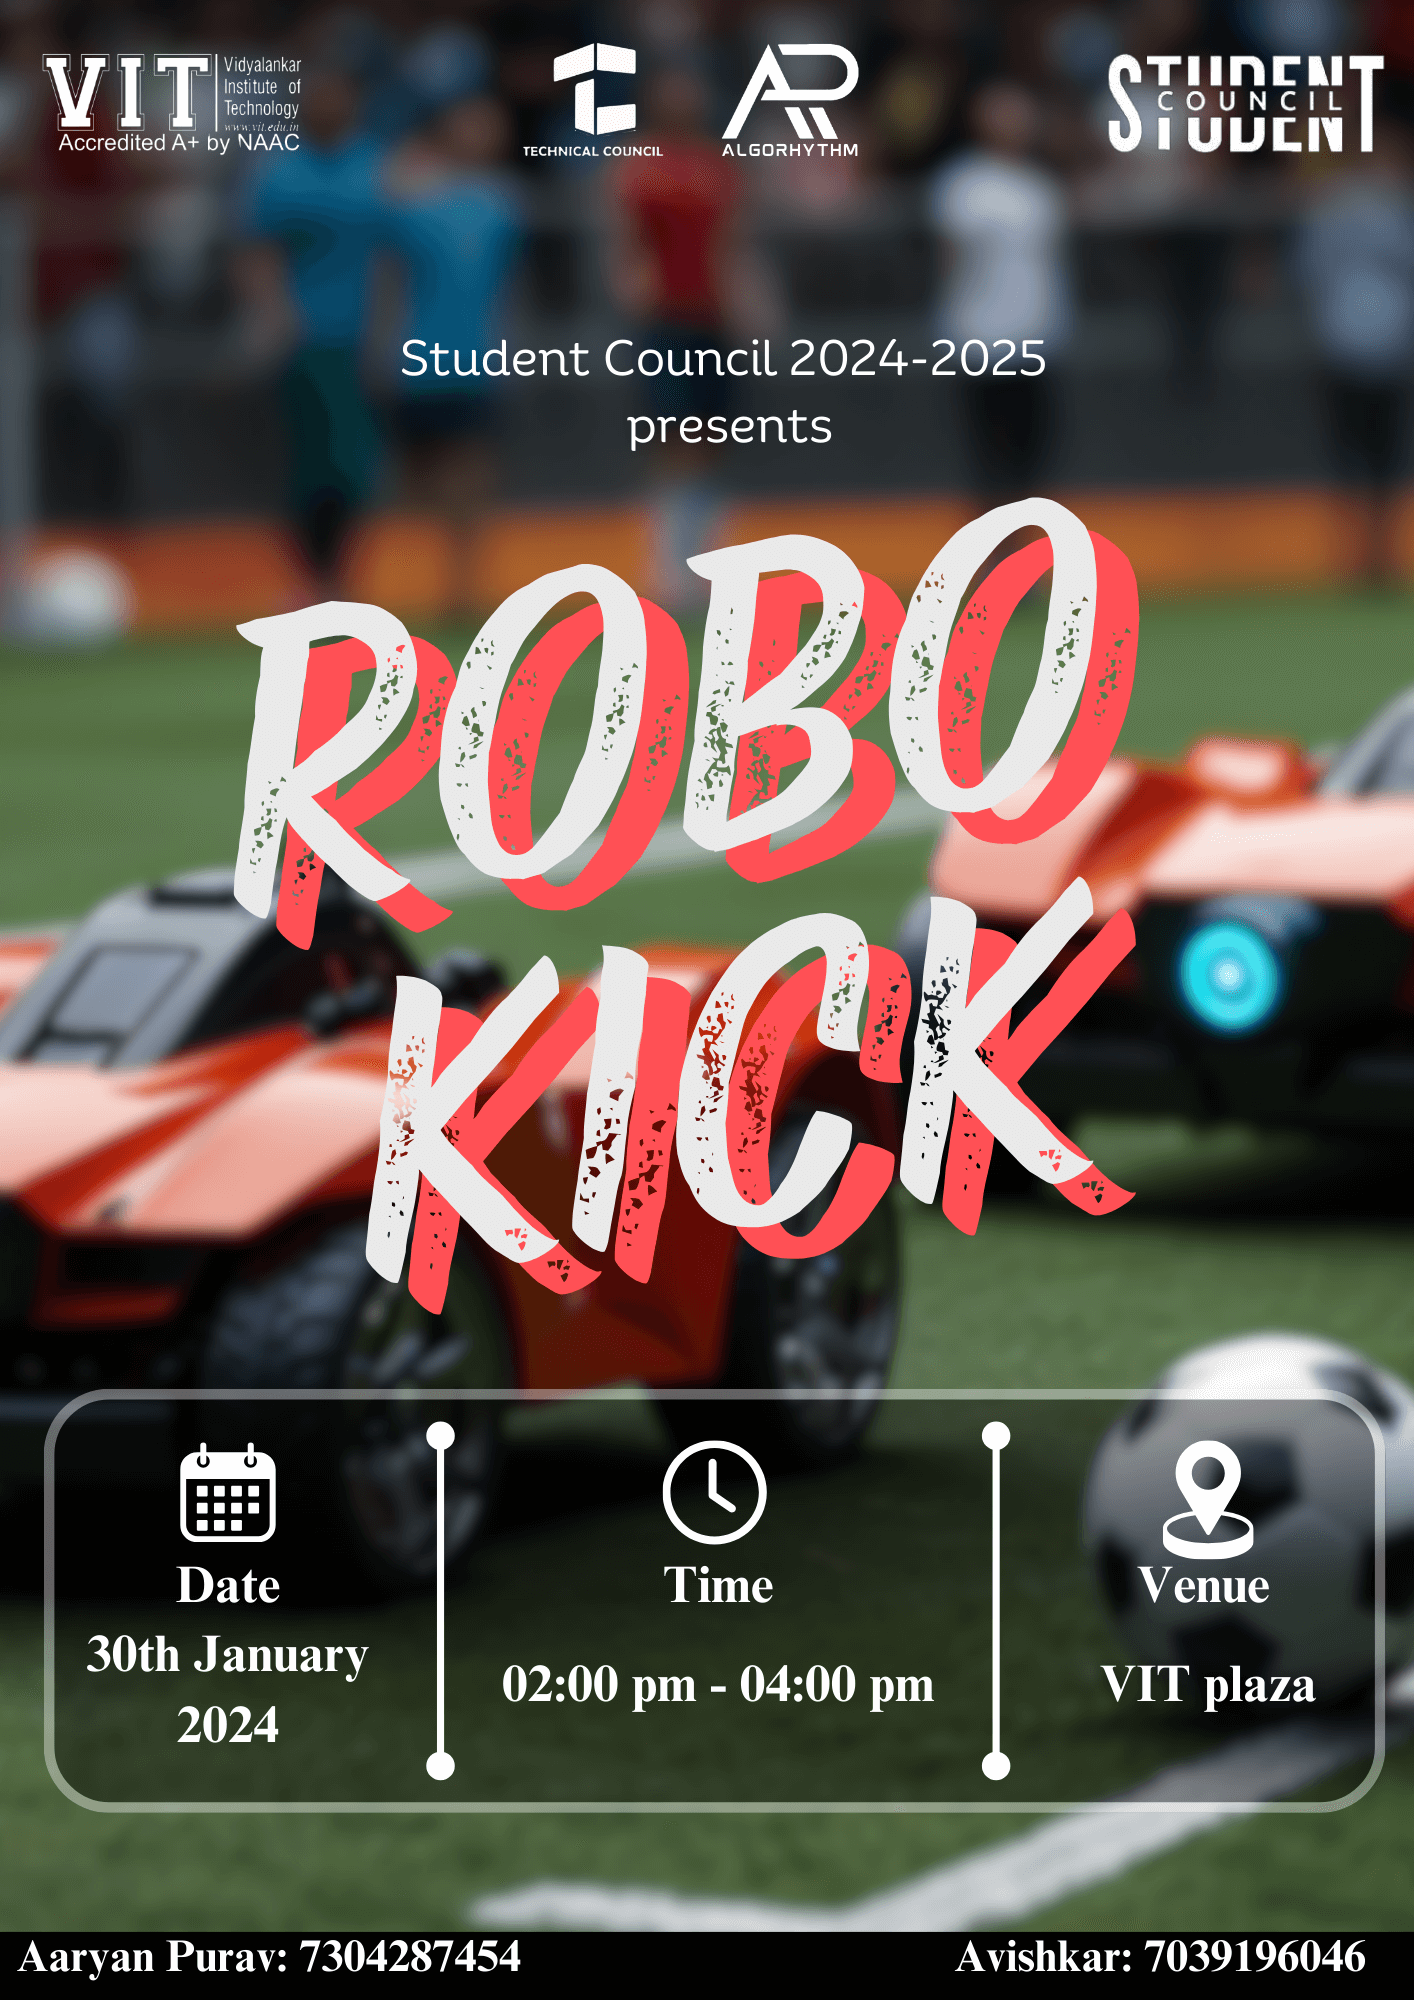 VIT
Vidyalankar
Institute of
Technology
www.vit.edu.in
Accredited A+ by NAAC
TECHNICAL COUNCIL
ALGORHYTHM
STUDENT
COUNCIL
STUDENT
Student Council 2024-2025
presents
ROBO
KICK
Date
30th January
2024
Time
02:00 pm - 04:00 pm
Venue
VIT plaza
Aaryan Purav: 7304287454
Avishkar: 7039196046